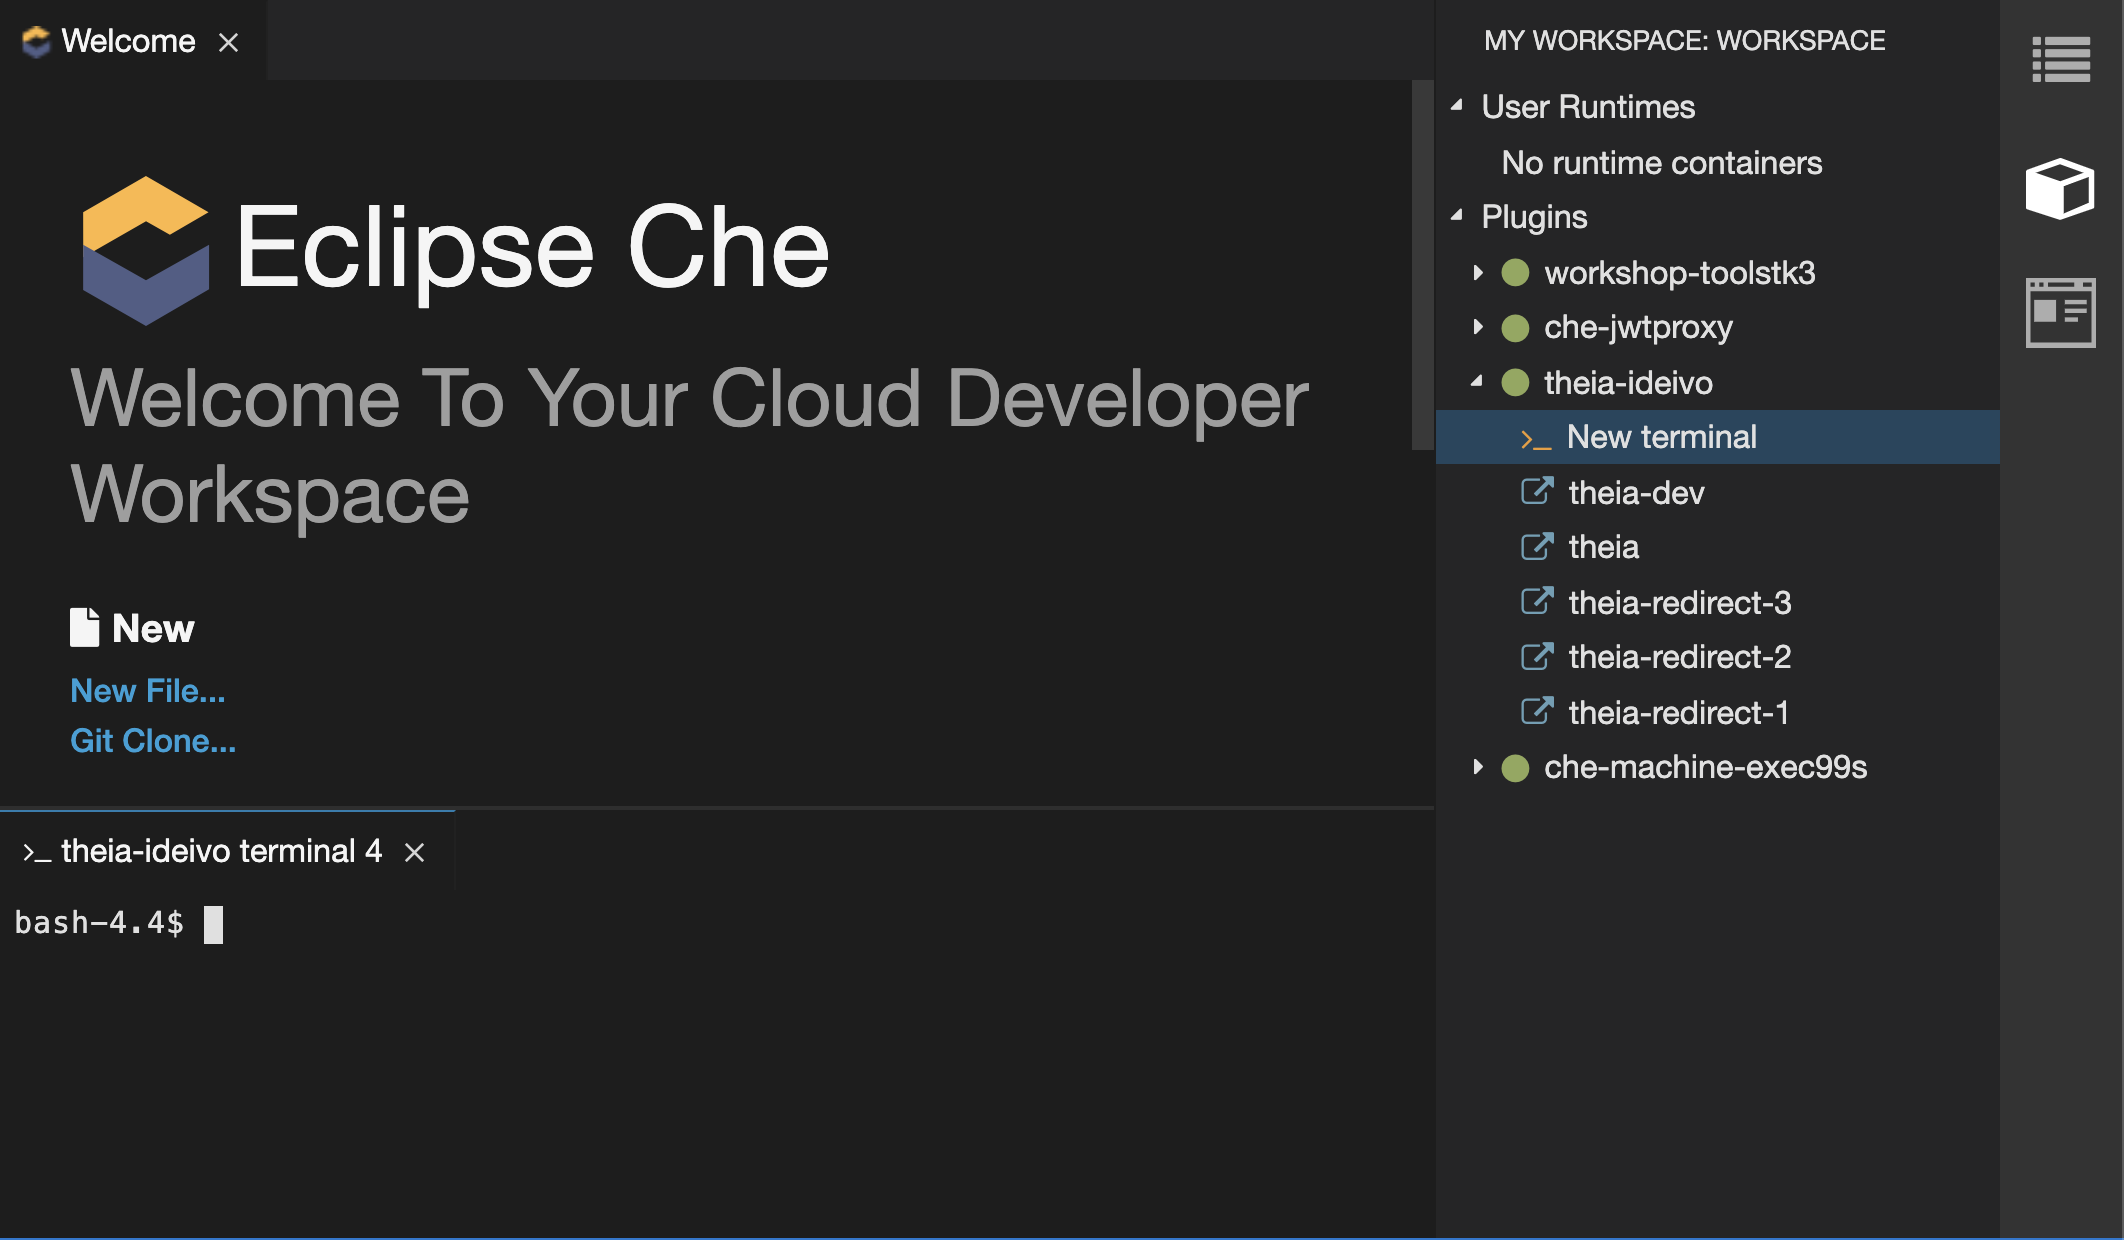 Welcome
Eclipse Che
Welcome To Your Cloud Developer
Workspace
New
New File...
Git Clone...
>_ theia-ideivo terminal 4
bash-4.4$
MY WORKSPACE: WORKSPACE
User Runtimes
No runtime containers
Plugins
workshop-toolstk3
che-jwtproxy
theia-ideivo
>_ New terminal
theia-dev
theia
theia-redirect-3
theia-redirect-2
theia-redirect-1
che-machine-exec99s